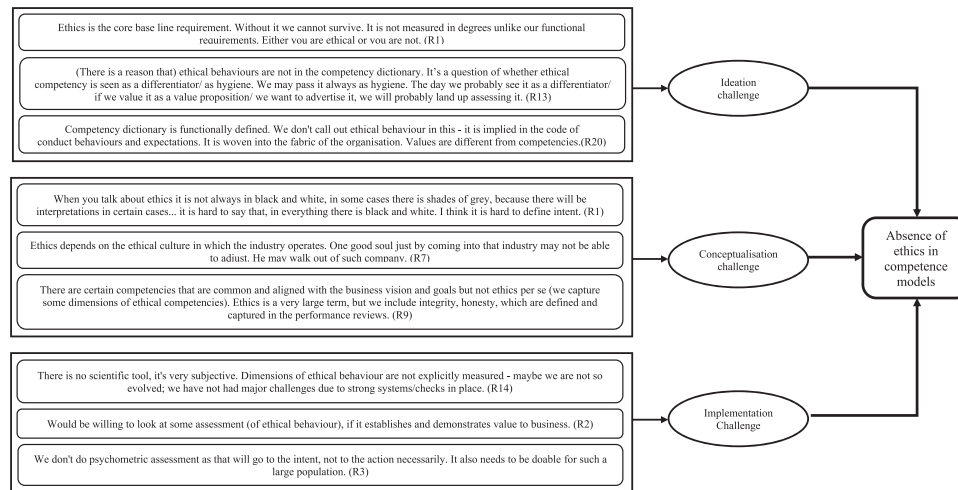 Ethics is the core base line requirement. Without it we cannot survive. It is not measured in degrees unlike our functional
requirements. Either you are ethical or you are not. (R1)
(There is a reason that) ethical behaviours are not in the competency dictionary. It's a question of whether ethical
competency is seen as a differentiator/ as hygiene. We may pass it always as hygiene. The day we probably see it as a differentiator/
if we value it as a value proposition/ we want to advertise it, we will probably land up assessing it. (R13)
Competency dictionary is functionally defined. We don't call out ethical behaviour in this - it is implied in the code of
conduct behaviours and expectations. It is woven into the fabric of the organisation. Values are different from competencies.(R20)
Ideation
challenge
When you talk about ethics it is not always in black and white, in some cases there is shades of grey, because there will be
interpretations in certain cases... it is hard to say that, in everything there is black and white. I think it is hard to define intent. (R1)
Ethics depends on the ethical culture in which the industry operates. One good soul just by coming into that industry may not be able
to adjust. He may walk out of such company. (R7)
There are certain competencies that are common and aligned with the business vision and goals but not ethics per se (we capture
some dimensions of ethical competencies). Ethics is a very large term, but we include integrity, honesty, which are defined and
captured in the performance reviews. (R9)
Conceptualisation
challenge
Absence of
ethics in
competence
models
There is no scientific tool, it's very subjective. Dimensions of ethical behaviour are not explicitly measured - maybe we are not so
evolved; we have not had major challenges due to strong systems/checks in place. (R14)
Would be willing to look at some assessment (of ethical behaviour), if it establishes and demonstrates value to business. (R2)
We don't do psychometric assessment as that will go to the intent, not to the action necessarily. It also needs to be doable for such a
large population. (R3)
Implementation
Challenge